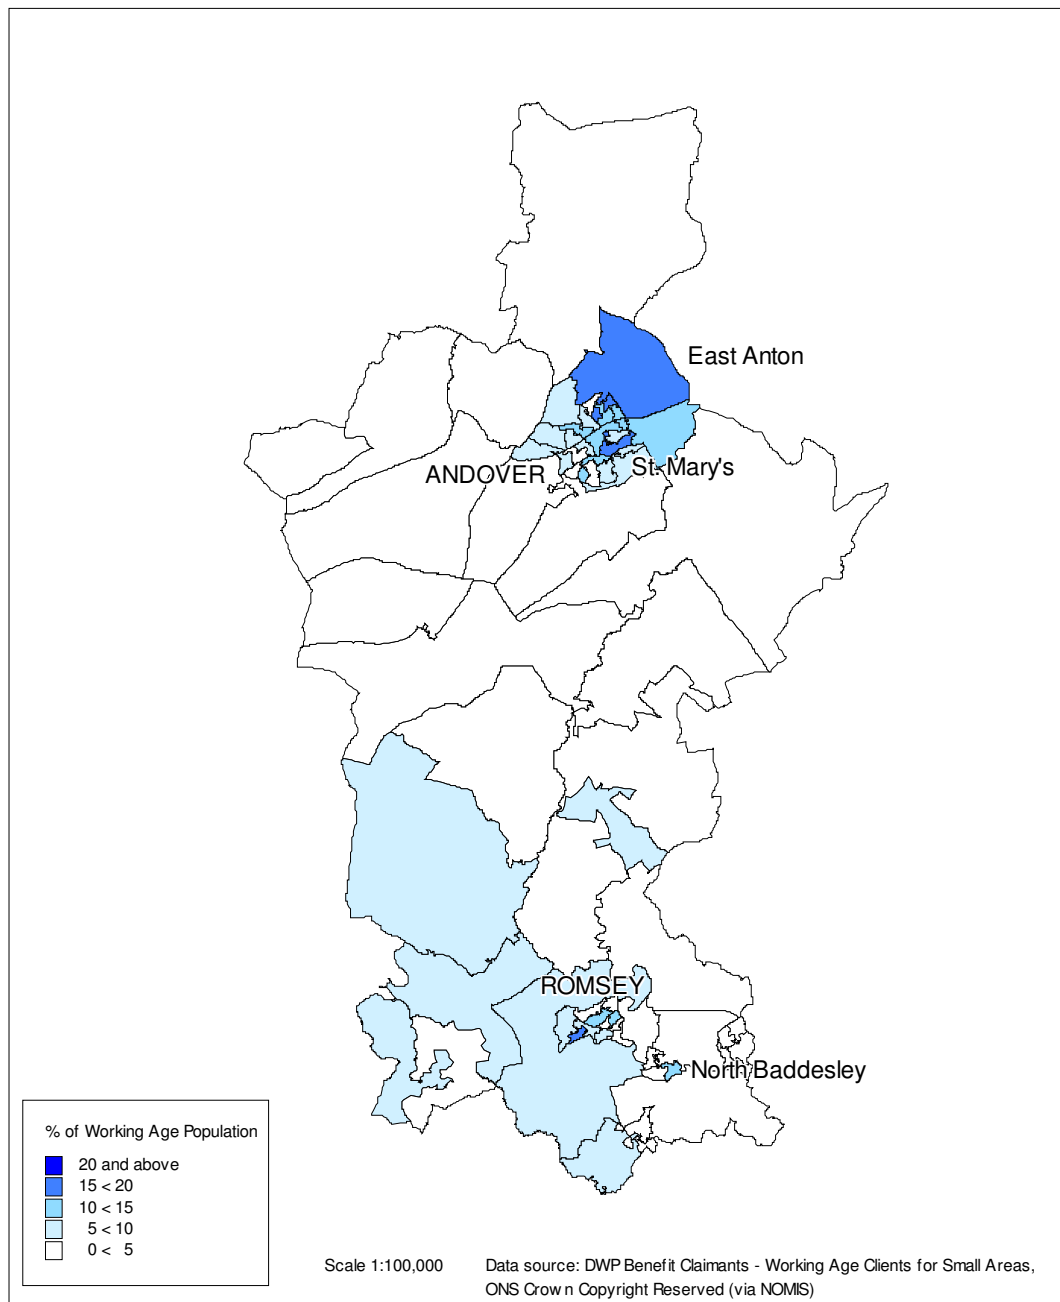 East Anton
ANDOVER
St. Mary's
ROMSEY
North Baddesley
% of Working Age Population
20 and above
15 < 20
10 < 15
5 < 10
0 < 5
Scale 1:100,000
Data source: DWP Benefit Claimants - Working Age Clients for Small Areas,
ONS Crown Copyright Reserved (via NOMIS)